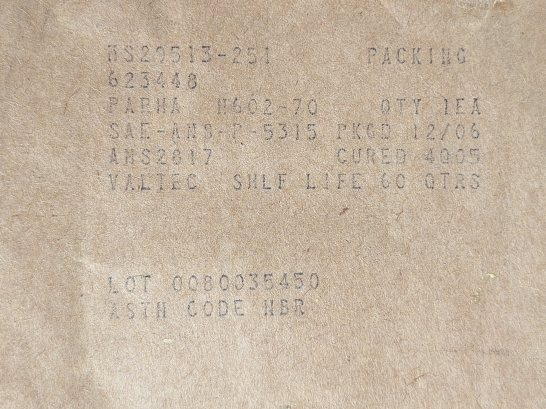 MS29513-251 PACKING
623448
PARHA N602-70 QTY 1EA
SAE-AMS-P-5315 PKGD 12/06
AMS2817 CURED 4Q05
VALTEC SHLF LIFE 60 QTRS
LOT 0080035450
ASTM CODE NBR